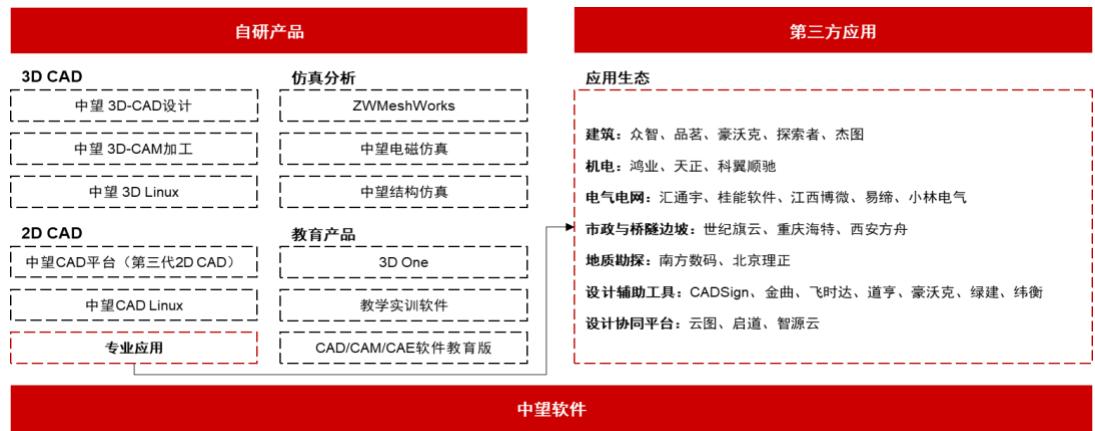 自研产品
3D CAD
中望 3D-CAD设计
中望 3D-CAM加工
中望 3D Linux
仿真分析
ZWMeshWorks
中望电磁仿真
中望结构仿真
2D CAD
中望CAD平台（第三代2D CAD）
中望CAD Linux
专业应用
教育产品
3D One
教学实训软件
CAD/CAM/CAE软件教育版
第三方应用
应用生态
建筑：众智、品茗、豪沃克、探索者、杰图
机电：鸿业、天正、科翼顺驰
电气电网：汇通宇、桂能软件、江西博微、易缔、小林电气
市政与桥隧边坡：世纪旗云、重庆海特、西安方舟
地质勘探：南方数码、北京理正
设计辅助工具：CADSign、金曲、飞时达、道亨、豪沃克、绿建、纬衡
设计协同平台：云图、启道、智源云
中望软件